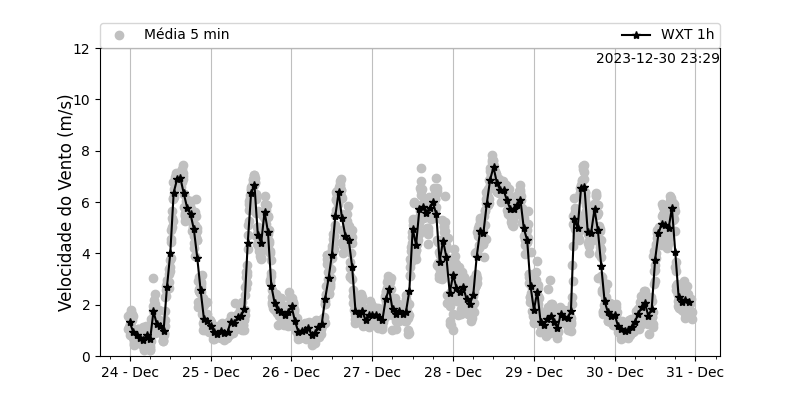 Média 5 min
WXT 1h
2023-12-30 23:29
Velocidade do Vento (m/s)
12
10
8
6
4
2
0
24 - Dec 25 - Dec 26 - Dec 27 - Dec 28 - Dec 29 - Dec 30 - Dec 31 - Dec